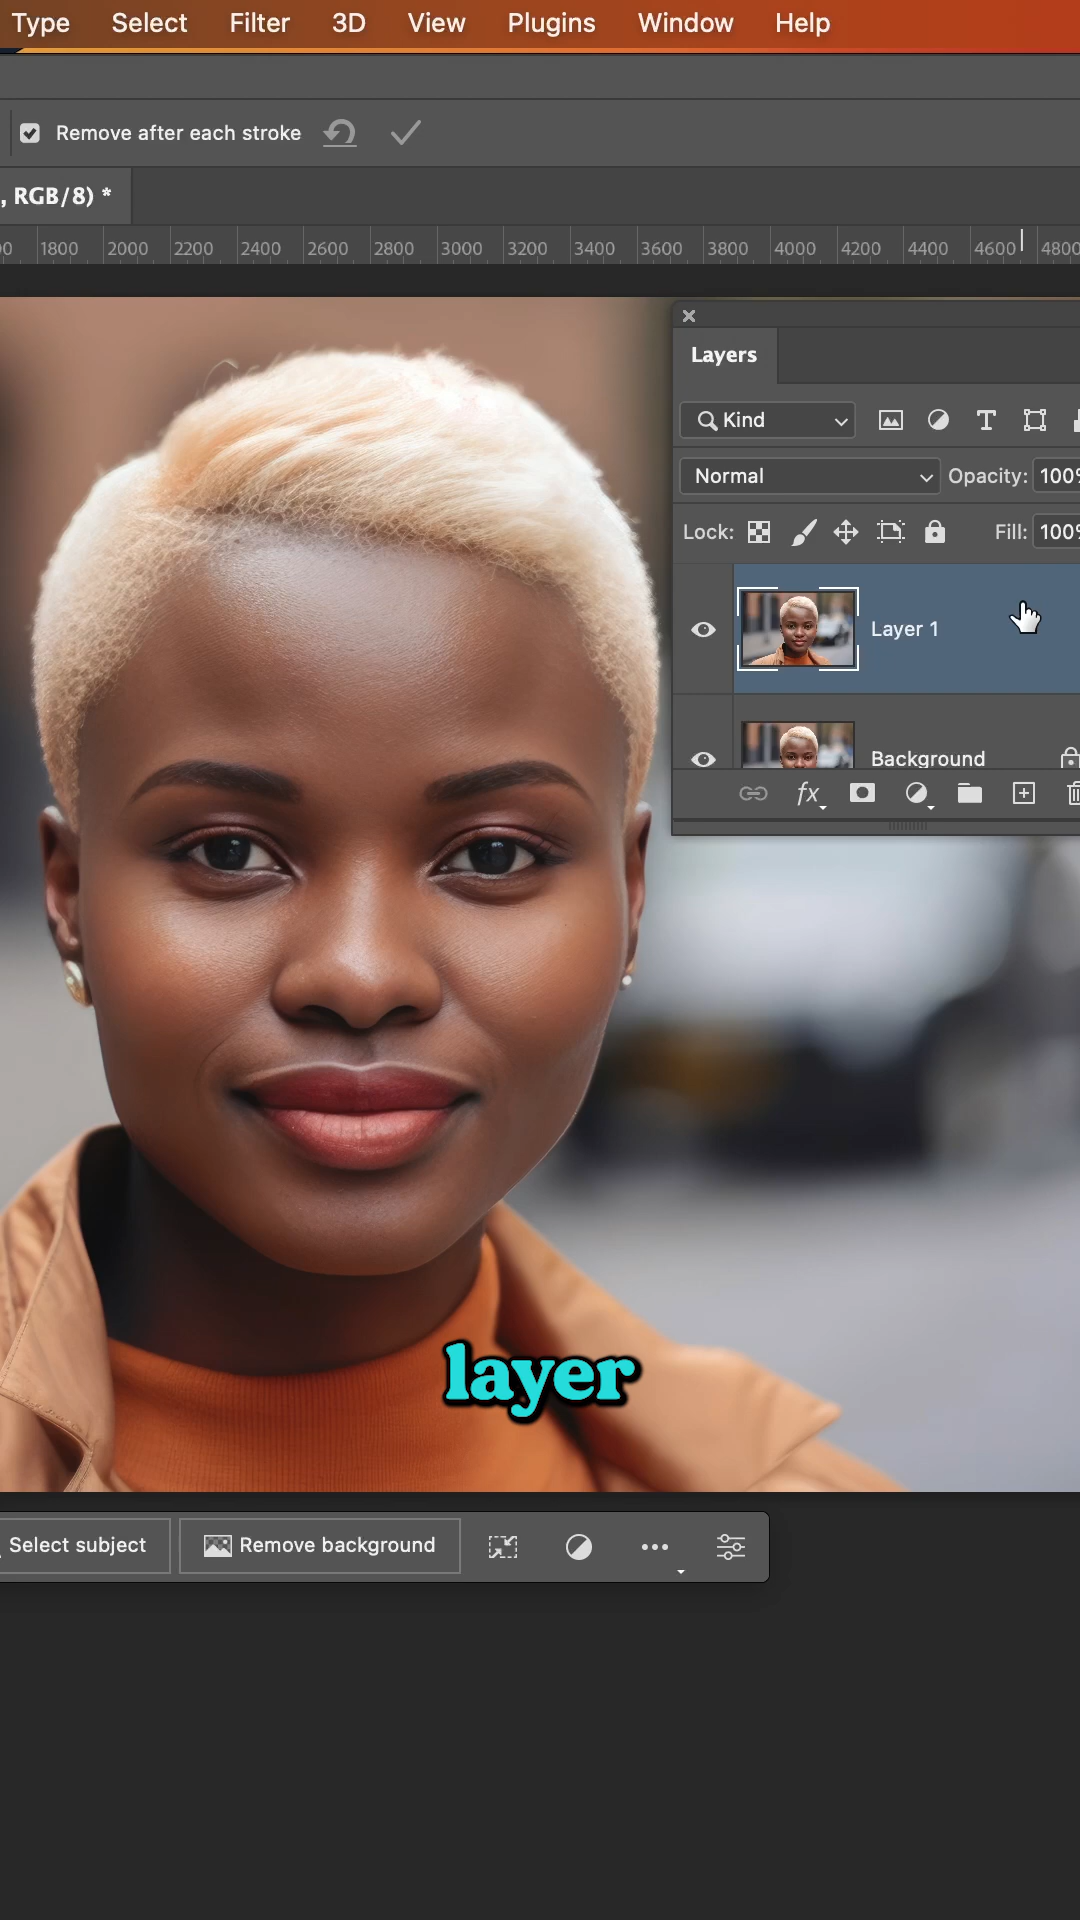 Type Select Filter 3D View Plugins Window Help
Remove after each stroke
, RGB/8) *
00 1800 2000 2200 2400 2600 2800 3000 3200 3400 3600 3800 4000 4200 4400 4600 4800
Layers
Kind
Normal Opacity: 100%
Lock: Fill: 100%
Layer 1
Background
fx
layer
Select subject Remove background